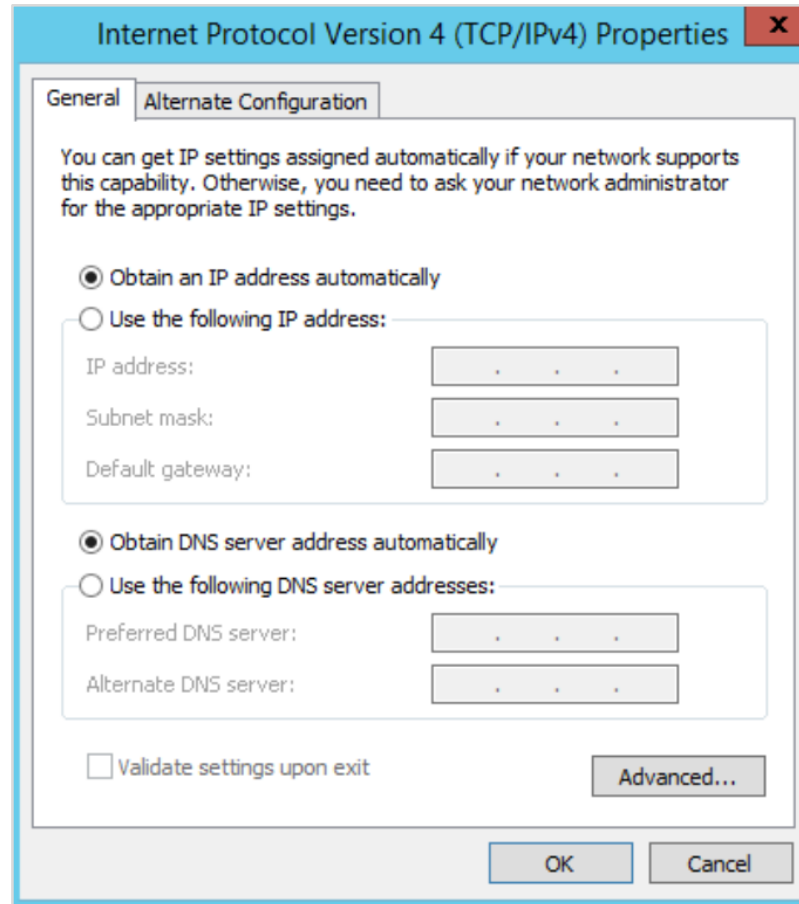 Internet Protocol Version 4 (TCP/IPv4) Properties
x
General
Alternate Configuration
You can get IP settings assigned automatically if your network supports
this capability. Otherwise, you need to ask your network administrator
for the appropriate IP settings.
Obtain an IP address automatically
Use the following IP address:
IP address:
. . .
Subnet mask:
. . .
Default gateway:
. . .
Obtain DNS server address automatically
Use the following DNS server addresses:
Preferred DNS server:
. . .
Alternate DNS server:
. . .
Validate settings upon exit
Advanced...
OK
Cancel